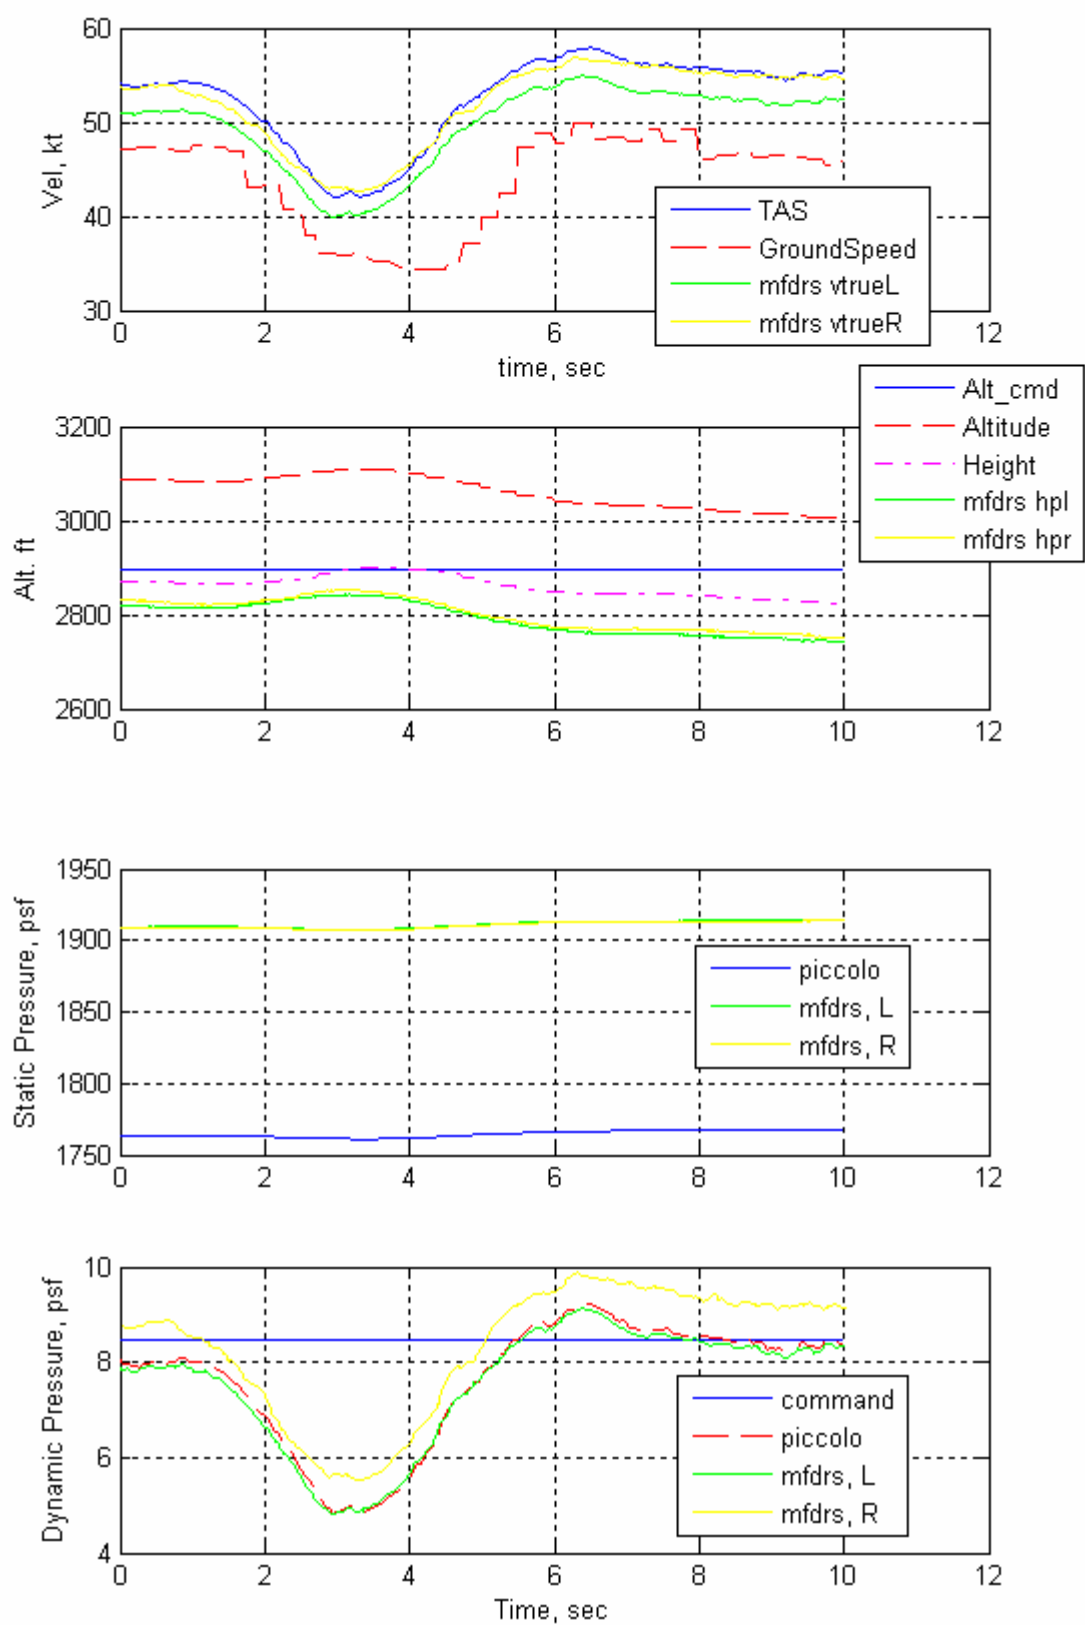 60
50
40
30
Vel, kt
0
2
4
6
12
time, sec
TAS
GroundSpeed
mfdrs vtrueL
mfdrs vtrueR
Alt_cmd
Altitude
Height
mfdrs hpl
mfdrs hpr
3200
3000
2800
2600
Alt. ft
0
2
4
6
8
10
12
1950
1900
1850
1800
1750
Static Pressure, psf
piccolo
mfdrs, L
mfdrs, R
0
2
4
6
8
10
12
10
8
6
4
Dynamic Pressure, psf
command
piccolo
mfdrs, L
mfdrs, R
0
2
4
6
8
10
12
Time, sec